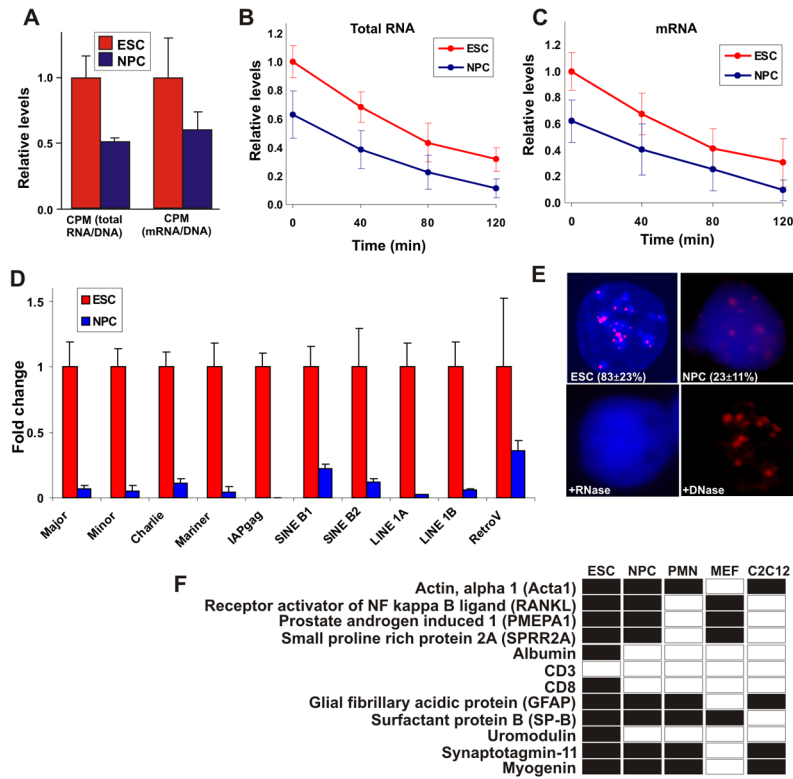 A
ESC
NPC
Relative levels
1.0
0.5
0.0
CPM (total
RNA/DNA)
CPM
(mRNA/DNA)
B
Total RNA
ESC
NPC
Relative levels
1.2
1.0
0.8
0.6
0.4
0.2
0
0 40 80 120
Time (min)
C
mRNA
ESC
NPC
Relative levels
1.2
1.0
0.8
0.6
0.4
0.2
0.0
0 40 80 120
Time (min)
D
ESC
NPC
Fold change
1.5
1
0.5
0
Major
Minor
Charlie
Mariner
IAPgag
SINE B1
SINE B2
LINE 1A
LINE 1B
RetroV
E
ESC (83±23%)
NPC (23±11%)
+RNase
+DNase
F
ESC NPC PMN MEF C2C12
Actin, alpha 1 (Acta1)
Receptor activator of NF kappa B ligand (RANKL)
Prostate androgen induced 1 (PMEPA1)
Small proline rich protein 2A (SPRR2A)
Albumin
CD3
CD8
Glial fibrillary acidic protein (GFAP)
Surfactant protein B (SP-B)
Uromodulin
Synaptotagmin-11
Myogenin